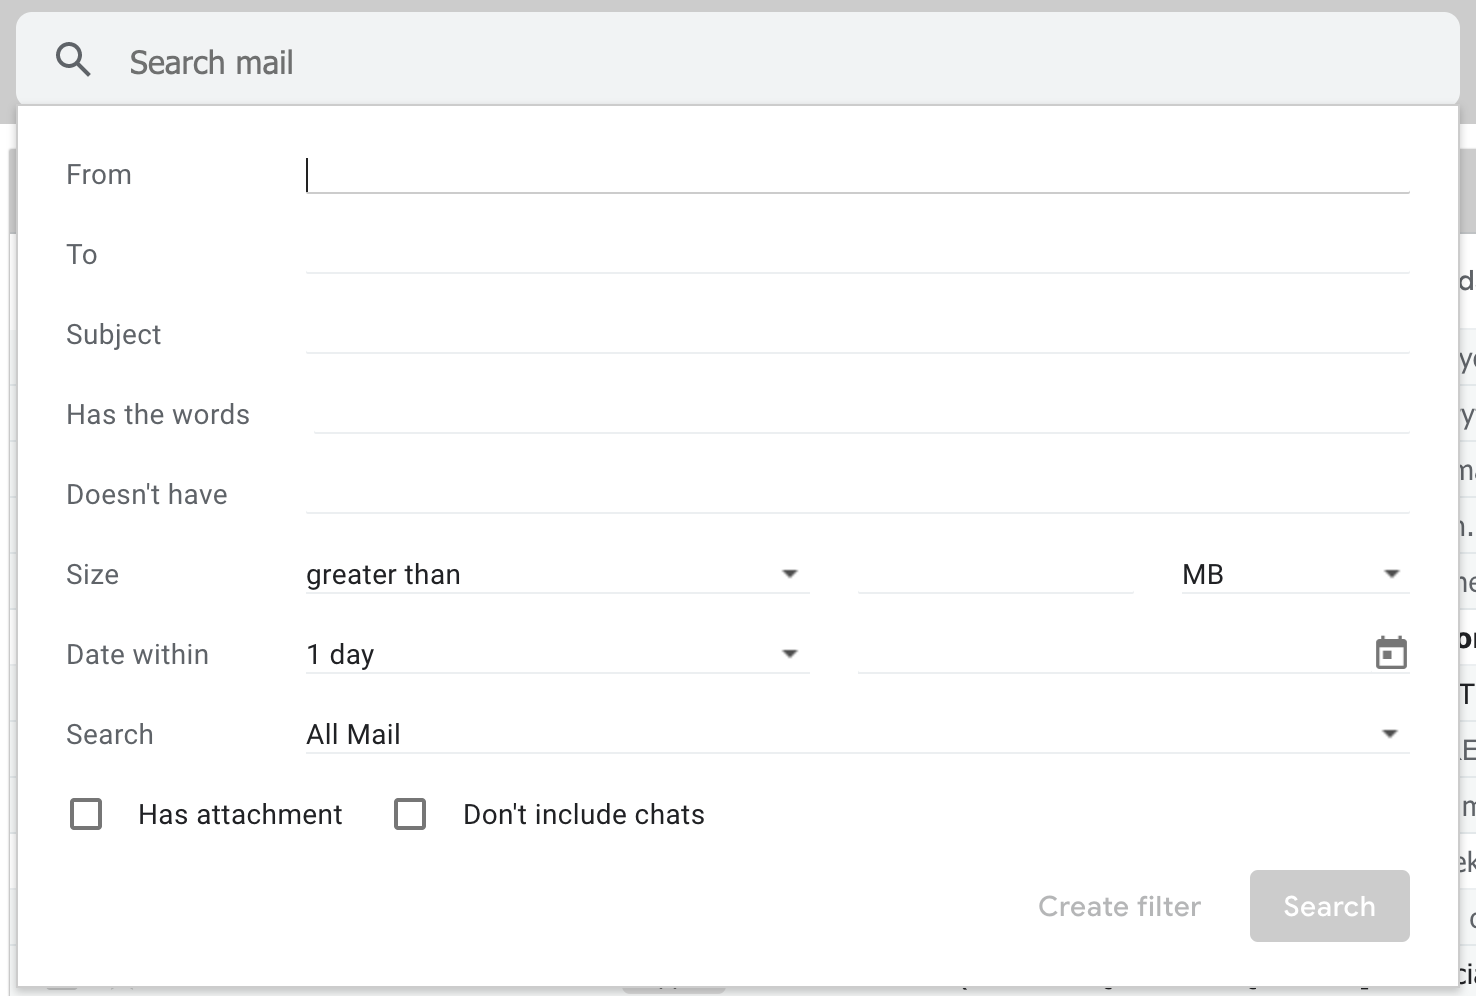 Search mail
From
To
Subject
Has the words
Doesn't have
Size greater than MB
Date within 1 day
Search All Mail
Has attachment Don't include chats
Create filter Search